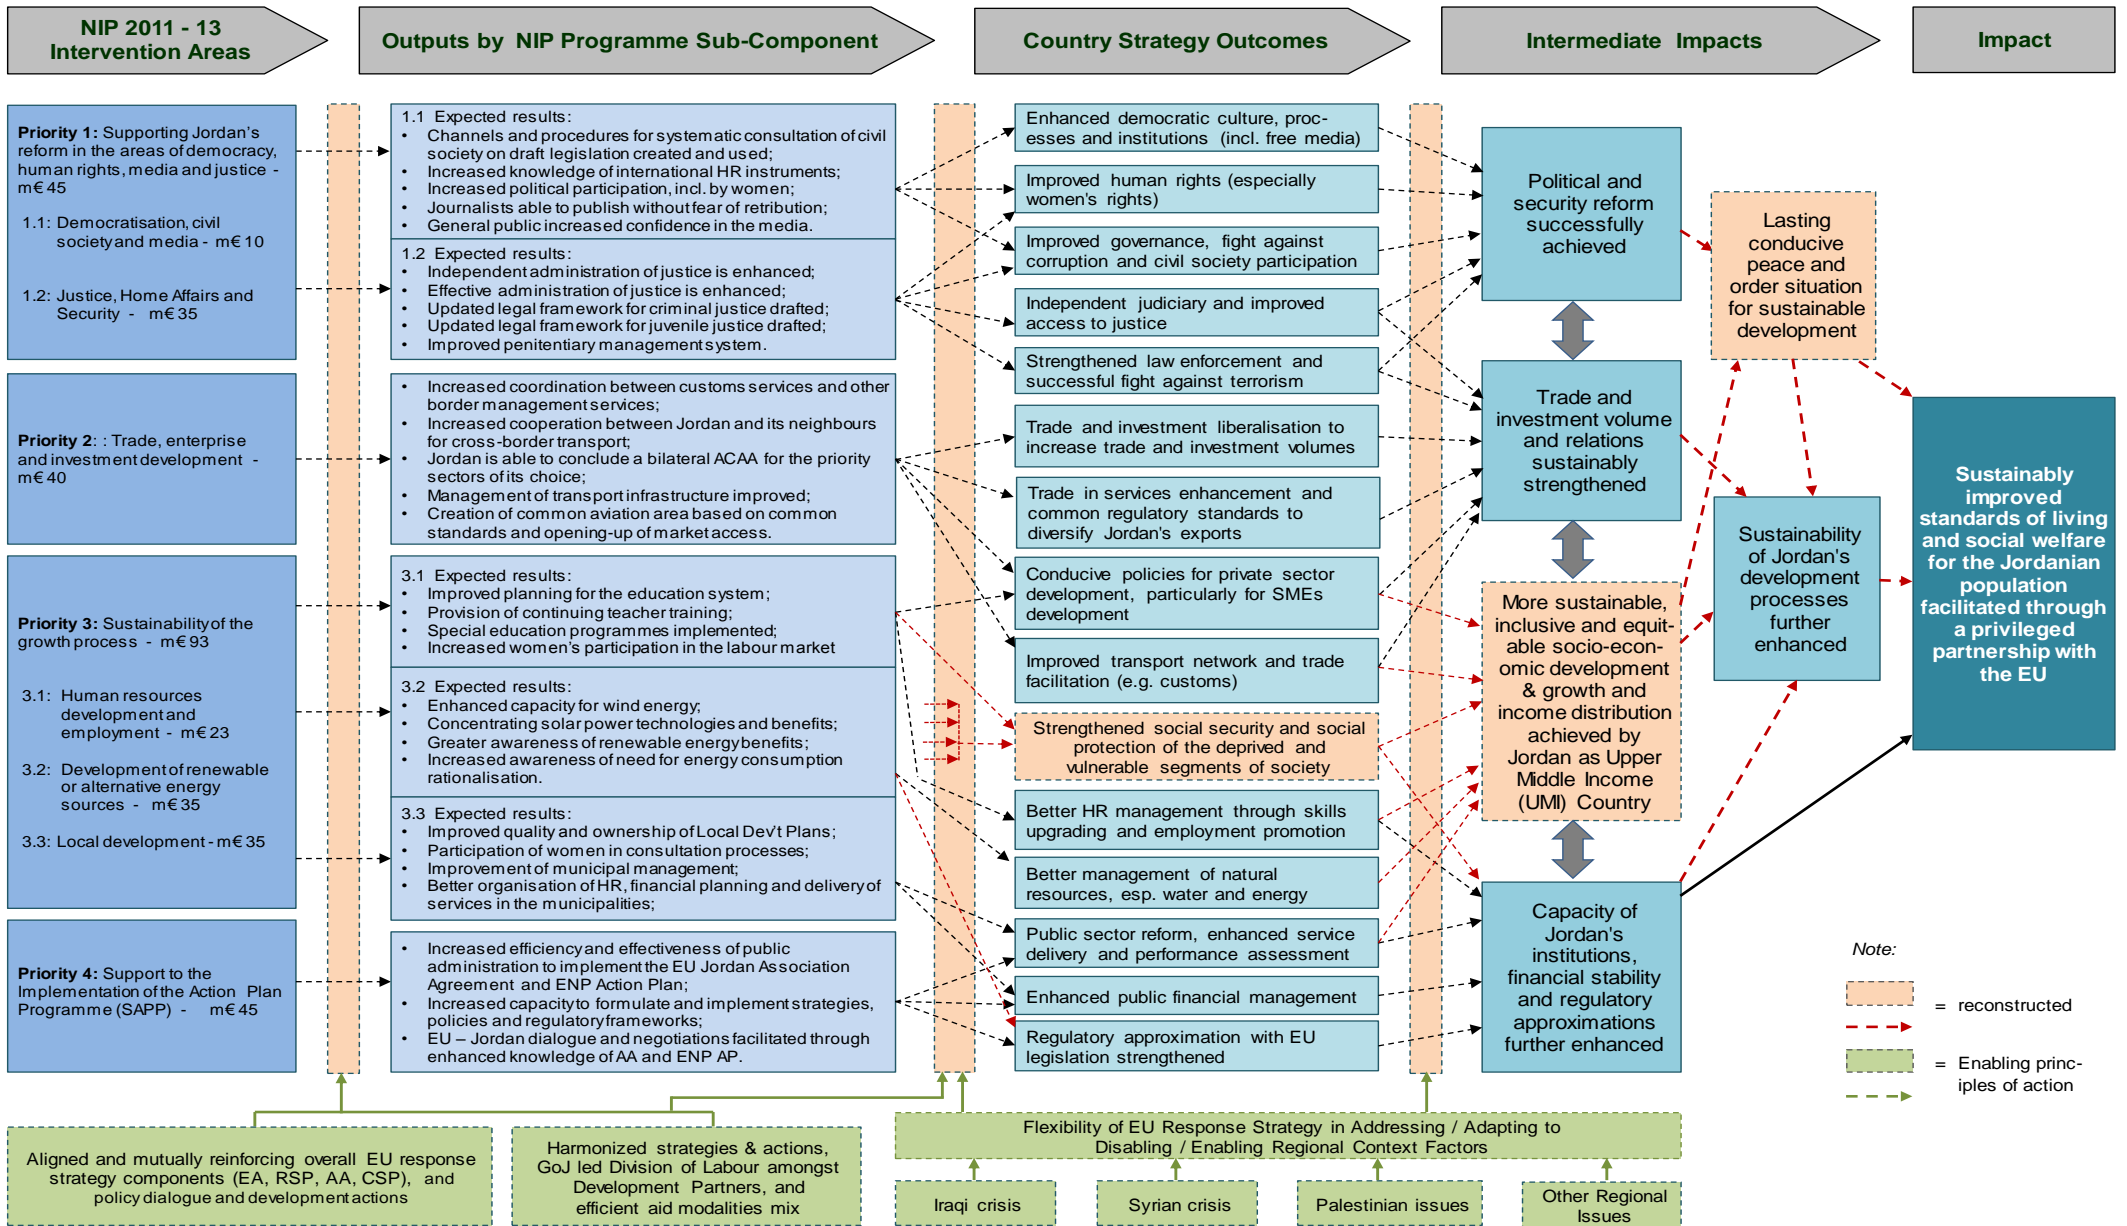 NIP 2011 - 13
Intervention Areas
Outputs by NIP Programme Sub-Component
Country Strategy Outcomes
Intermediate Impacts
Impact
Priority 1: Supporting Jordan's
reform in the areas of democracy,
human rights, media and justice -
m€ 45
1.1: Democratisation, civil
society and media - m€ 10
1.2: Justice, Home Affairs and
Security - m€ 35
Priority 2: : Trade, enterprise
and investment development -
m€ 40
Priority 3: Sustainability of the
growth process - m€ 93
3.1: Human resources
development and
employment - m€ 23
3.2: Development of renewable
or alternative energy
sources - m€ 35
3.3: Local development - m€ 35
Priority 4: Support to the
Implementation of the Action Plan
Programme (SAPP) - m€ 45
1.1 Expected results:
• Channels and procedures for systematic consultation of civil
society on draft legislation created and used;
• Increased knowledge of international HR instruments;
• Increased political participation, incl. by women;
• Journalists able to publish without fear of retribution;
• General public increased confidence in the media.
1.2 Expected results:
• Independent administration of justice is enhanced;
• Effective administration of justice is enhanced;
• Updated legal framework for criminal justice drafted;
• Updated legal framework for juvenile justice drafted;
• Improved penitentiary management system.
• Increased coordination between customs services and other
border management services;
• Increased cooperation between Jordan and its neighbours
for cross-border transport;
• Jordan is able to conclude a bilateral ACAA for the priority
sectors of its choice;
• Management of transport infrastructure improved;
• Creation of common aviation area based on common
standards and opening-up of market access.
3.1 Expected results:
• Improved planning for the education system;
• Provision of continuing teacher training;
• Special education programmes implemented;
• Increased women's participation in the labour market
3.2 Expected results:
• Enhanced capacity for wind energy;
• Concentrating solar power technologies and benefits;
• Greater awareness of renewable energy benefits;
• Increased awareness of need for energy consumption
rationalisation.
3.3 Expected results:
• Improved quality and ownership of Local Dev't Plans;
• Participation of women in consultation processes;
• Improvement of municipal management;
• Better organisation of HR, financial planning and delivery of
services in the municipalities;
• Increased efficiency and effectiveness of public
administration to implement the EU Jordan Association
Agreement and ENP Action Plan;
• Increased capacity to formulate and implement strategies,
policies and regulatory frameworks;
• EU – Jordan dialogue and negotiations facilitated through
enhanced knowledge of AA and ENP AP.
Enhanced democratic culture, proc-
esses and institutions (incl. free media)
Improved human rights (especially
women's rights)
Improved governance, fight against
corruption and civil society participation
Independent judiciary and improved
access to justice
Strengthened law enforcement and
successful fight against terrorism
Trade and investment liberalisation to
increase trade and investment volumes
Trade in services enhancement and
common regulatory standards to
diversify Jordan's exports
Conducive policies for private sector
development, particularly for SMEs
development
Improved transport network and trade
facilitation (e.g. customs)
Strengthened social security and social
protection of the deprived and
vulnerable segments of society
Better HR management through skills
upgrading and employment promotion
Better management of natural
resources, esp. water and energy
Public sector reform, enhanced service
delivery and performance assessment
Enhanced public financial management
Regulatory approximation with EU
legislation strengthened
Political and
security reform
successfully
achieved
Trade and
investment volume
and relations
sustainably
strengthened
More sustainable,
inclusive and equit-
able socio-econ-
omic development
& growth and
income distribution
achieved by
Jordan as Upper
Middle Income
(UMI) Country
Capacity of
Jordan's
institutions,
financial stability
and regulatory
approximations
further enhanced
Lasting
conducive
peace and
order situation
for sustainable
development
Sustainability
of Jordan's
development
processes
further
enhanced
Sustainably
improved
standards of living
and social welfare
for the Jordanian
population
facilitated through
a privileged
partnership with
the EU
Note:
= reconstructed
= Enabling princ-
iples of action
Aligned and mutually reinforcing overall EU response
strategy components (EA, RSP, AA, CSP), and
policy dialogue and development actions
Harmonized strategies & actions,
GoJ led Division of Labour amongst
Development Partners, and
efficient aid modalities mix
Flexibility of EU Response Strategy in Addressing / Adapting to
Disabling / Enabling Regional Context Factors
Iraqi crisis
Syrian crisis
Palestinian issues
Other Regional
Issues